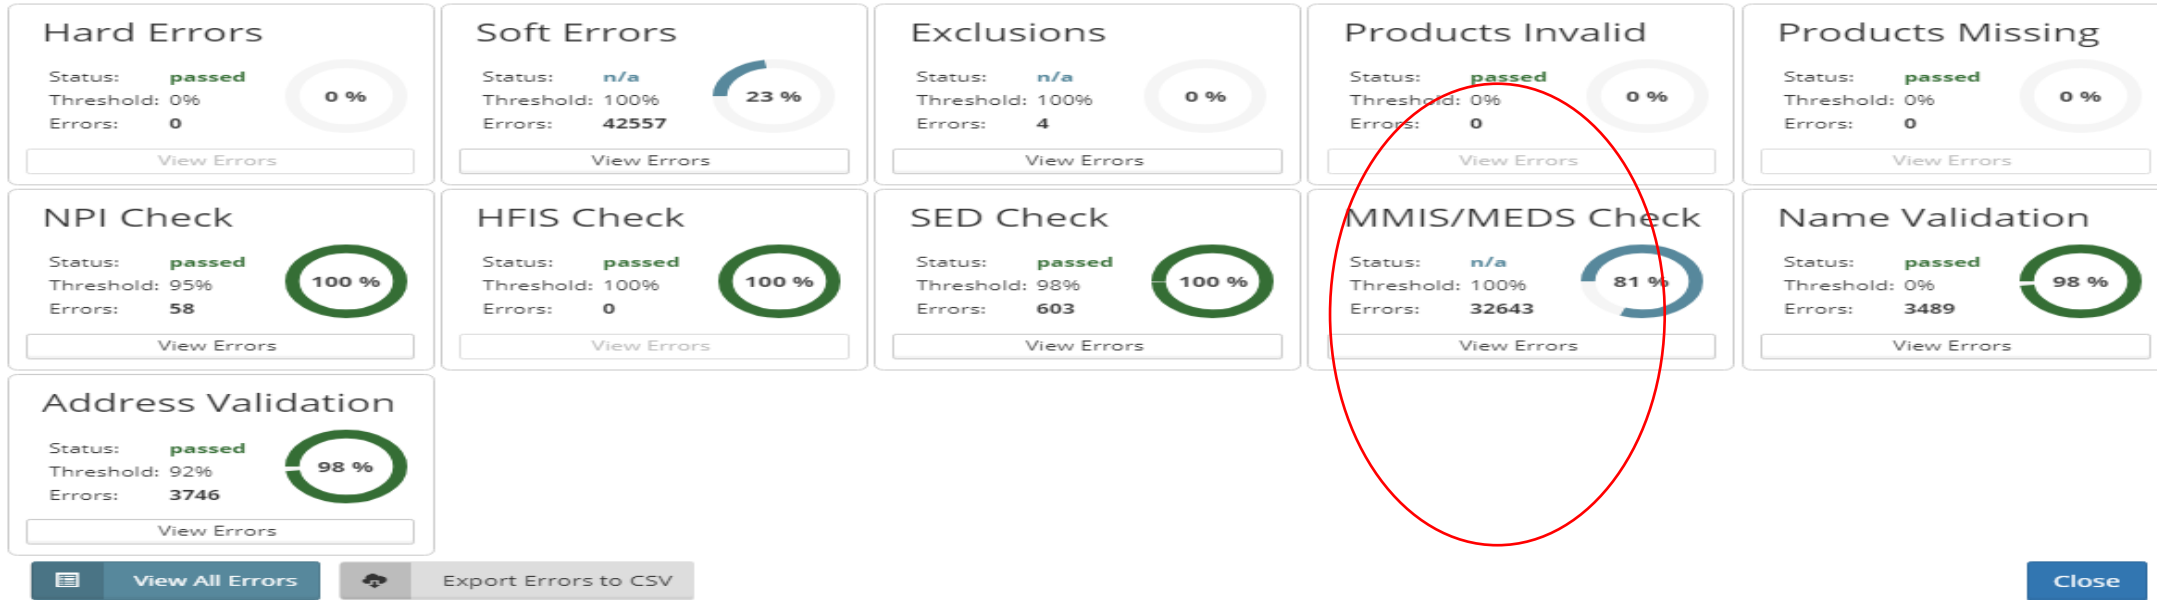 Hard Errors
Status: passed
Threshold: 0%
Errors: 0
0 %
View Errors
Soft Errors
Status: n/a
Threshold: 100%
Errors: 42557
23 %
View Errors
Exclusions
Status: n/a
Threshold: 100%
Errors: 4
0 %
View Errors
Products Invalid
Status: passed
Threshold: 0%
Errors: 0
0 %
View Errors
Products Missing
Status: passed
Threshold: 0%
Errors: 0
0 %
View Errors
NPI Check
Status: passed
Threshold: 95%
Errors: 58
100 %
View Errors
HFIS Check
Status: passed
Threshold: 100%
Errors: 0
100 %
View Errors
SED Check
Status: passed
Threshold: 98%
Errors: 603
100 %
View Errors
MMIS/MEDS Check
Status: n/a
Threshold: 100%
Errors: 32643
81 %
View Errors
Name Validation
Status: passed
Threshold: 0%
Errors: 3489
98 %
View Errors
Address Validation
Status: passed
Threshold: 92%
Errors: 3746
98 %
View Errors
View All Errors
Export Errors to CSV
Close